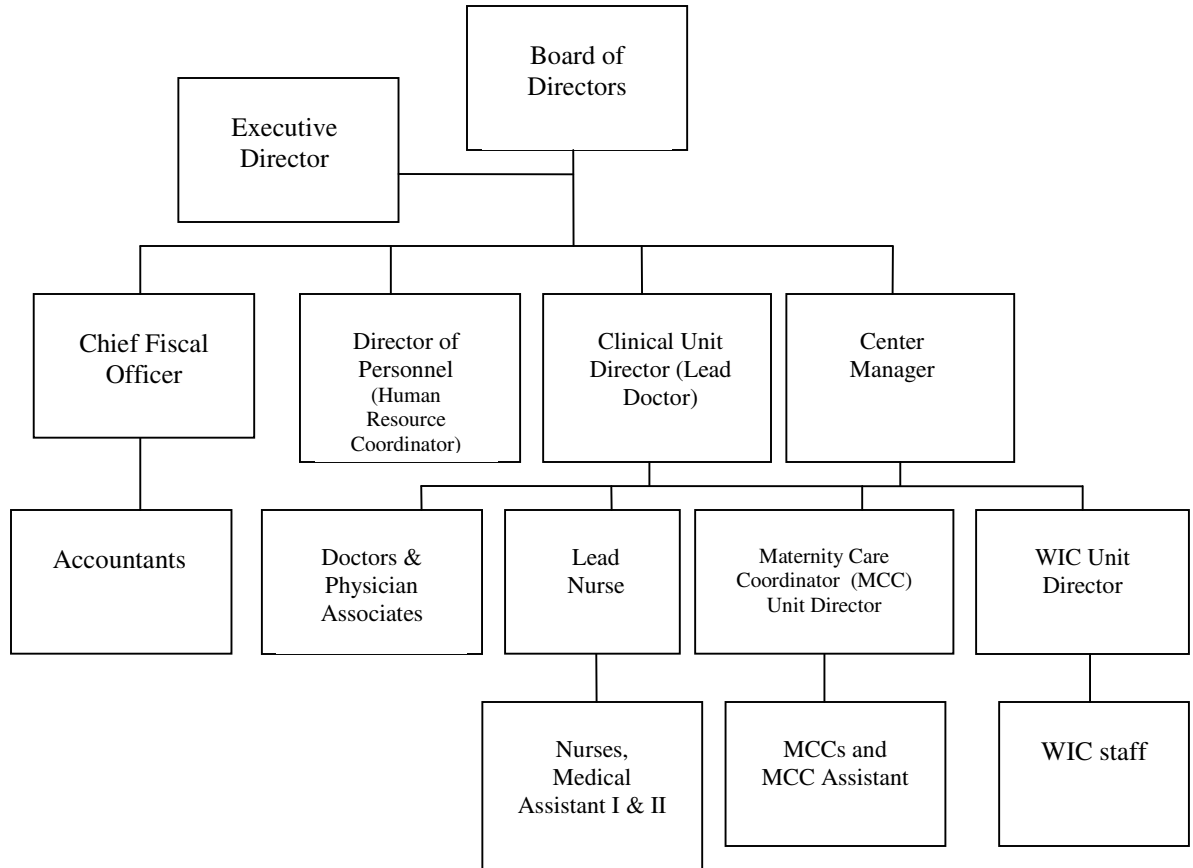 Board of
Directors
Executive
Director
Chief Fiscal
Officer
Director of
Personnel
(Human
Resource
Coordinator)
Clinical Unit
Director (Lead
Doctor)
Center
Manager
Accountants
Doctors &
Physician
Associates
Lead
Nurse
Maternity Care
Coordinator (MCC)
Unit Director
WIC Unit
Director
Nurses,
Medical
Assistant I & II
MCCs and
MCC Assistant
WIC staff